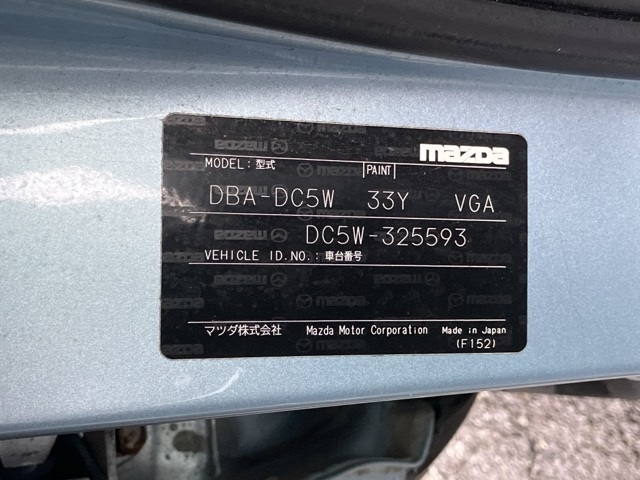 mazda
MODEL:型式 PAINT
DBA-DC5W 33Y VGA
DC5W-325593
VEHICLE ID.NO.:車台番号
マツダ株式会社 Mazda Motor Corporation Made in Japan
(F152)